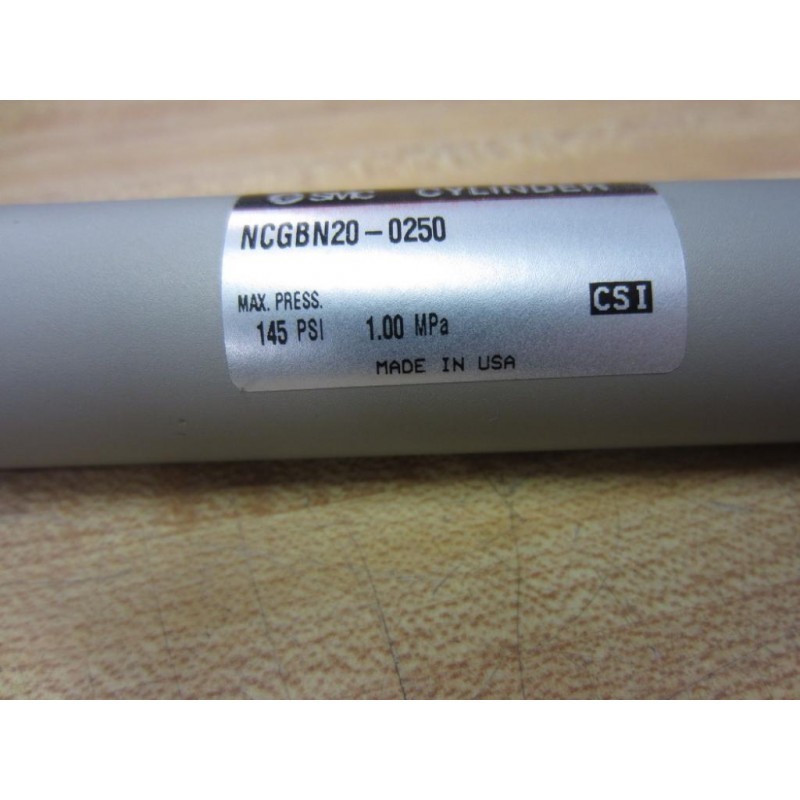 SMC CYLINDER
NCGBN20-0250
MAX. PRESS.
145 PSI 1.00 MPa
CSI
MADE IN USA